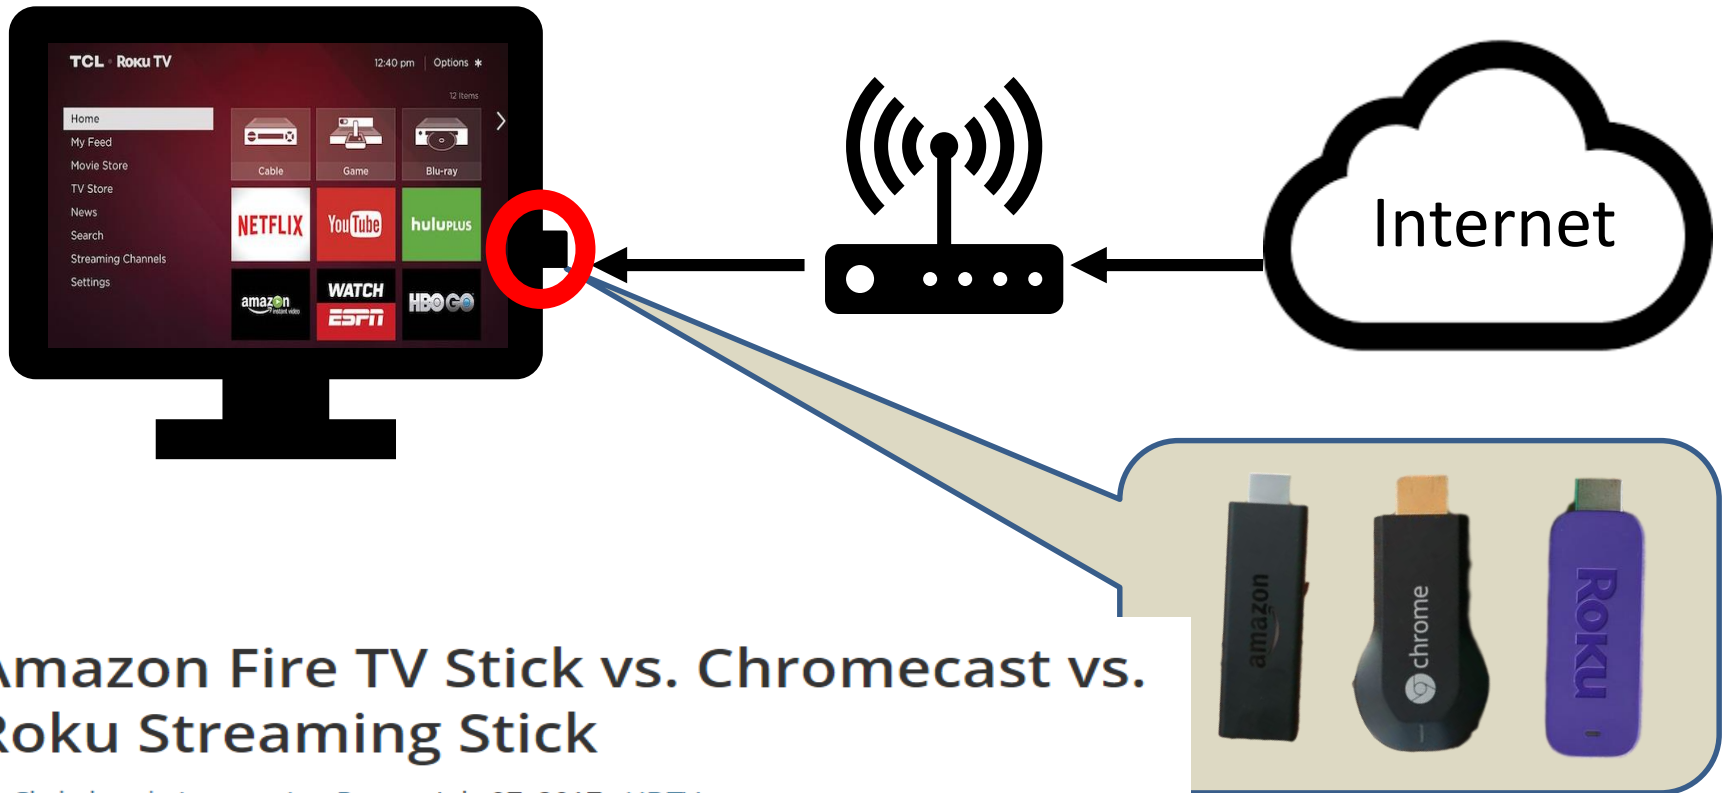 TCL Roku TV
12:40 pm | Options *
12 Items
Home
My Feed
Movie Store
TV Store
News
Search
Streaming Channels
Settings
Cable
Game
Blu-ray
NETFLIX
YouTube
huluPLUS
amazon
instant video
WATCH
ESPN
HBO GO
Internet
amazon
chrome
ROKU
Amazon Fire TV Stick vs. Chromecast vs.
Roku Streaming Stick